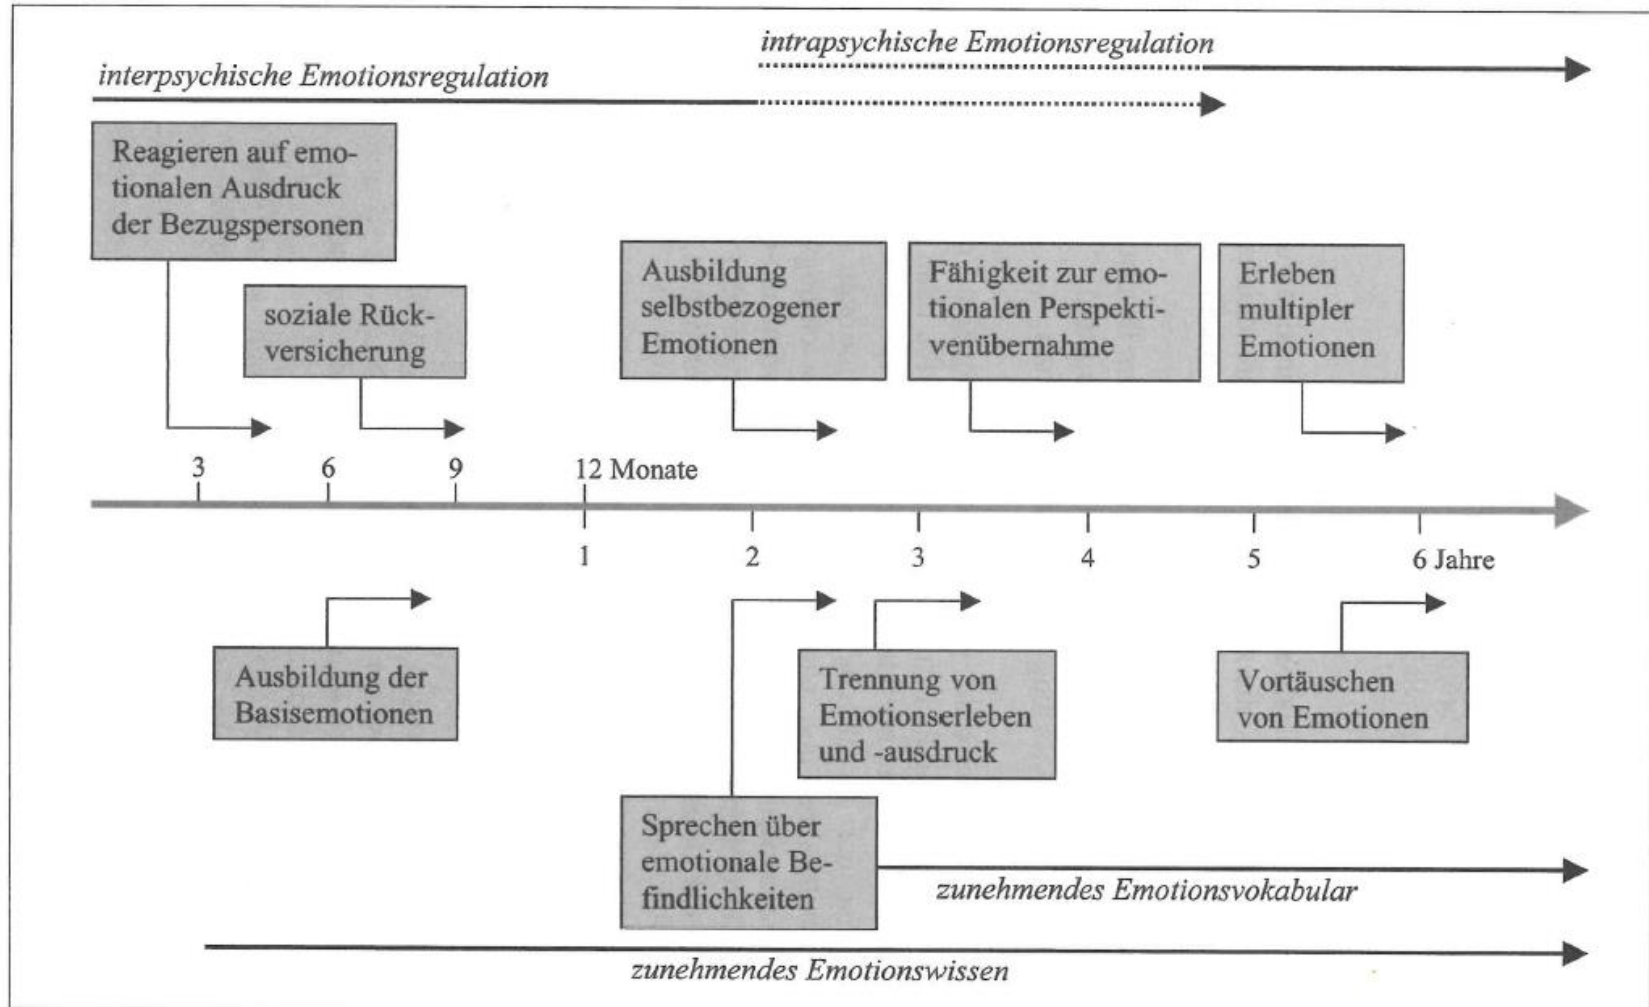 intrapsychische Emotionsregulation
interpsychische Emotionsregulation
Reagieren auf emo-
tionalen Ausdruck
der Bezugspersonen
soziale Rück-
versicherung
Ausbildung
selbstbezogener
Emotionen
Fähigkeit zur emo-
tionalen Perspekti-
venübernahme
Erleben
multipler
Emotionen
3 6 9 12 Monate
1 2 3 4 5 6 Jahre
Ausbildung der
Basisemotionen
Trennung von
Emotionserleben
und -ausdruck
Vortäuschen
von Emotionen
Sprechen über
emotionale Be-
findlichkeiten
zunehmendes Emotionsvokabular
zunehmendes Emotionswissen